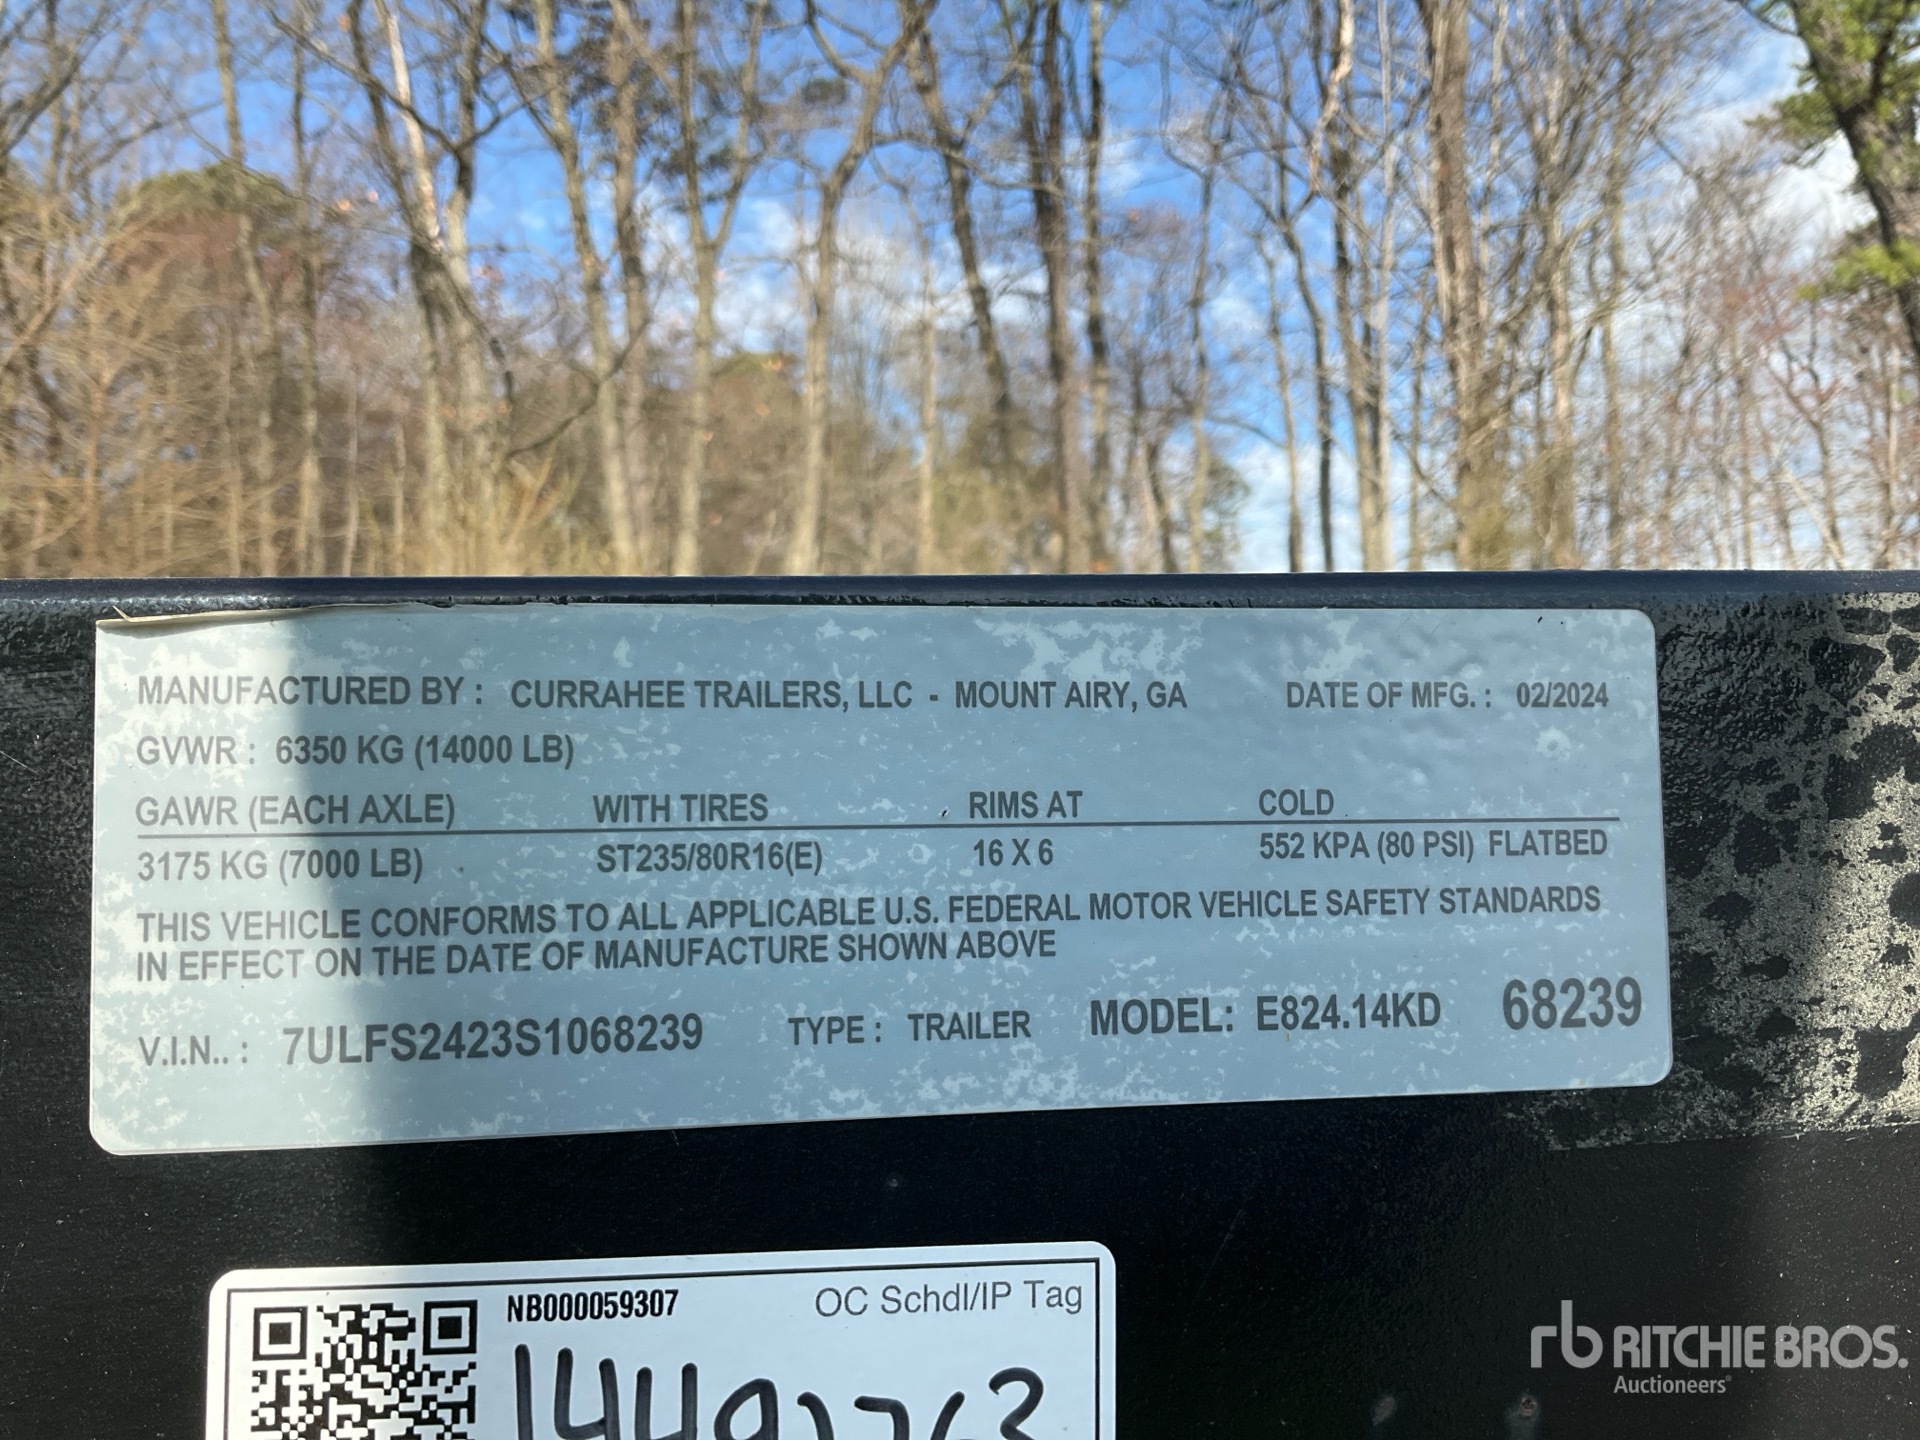 MANUFACTURED BY : CURRAHEE TRAILERS, LLC - MOUNT AIRY, GA DATE OF MFG. : 02/2024
GVWR : 6350 KG (14000 LB)
GAWR (EACH AXLE) WITH TIRES RIMS AT COLD
3175 KG (7000 LB) ST235/80R16(E) 16 X 6 552 KPA (80 PSI) FLATBED
THIS VEHICLE CONFORMS TO ALL APPLICABLE U.S. FEDERAL MOTOR VEHICLE SAFETY STANDARDS
IN EFFECT ON THE DATE OF MANUFACTURE SHOWN ABOVE
V.I.N.. : 7ULFS2423S1068239 TYPE : TRAILER MODEL: E824.14KD 68239
NB000059307 OC Schdl/IP Tag
rb RITCHIE BROS.
Auctioneers